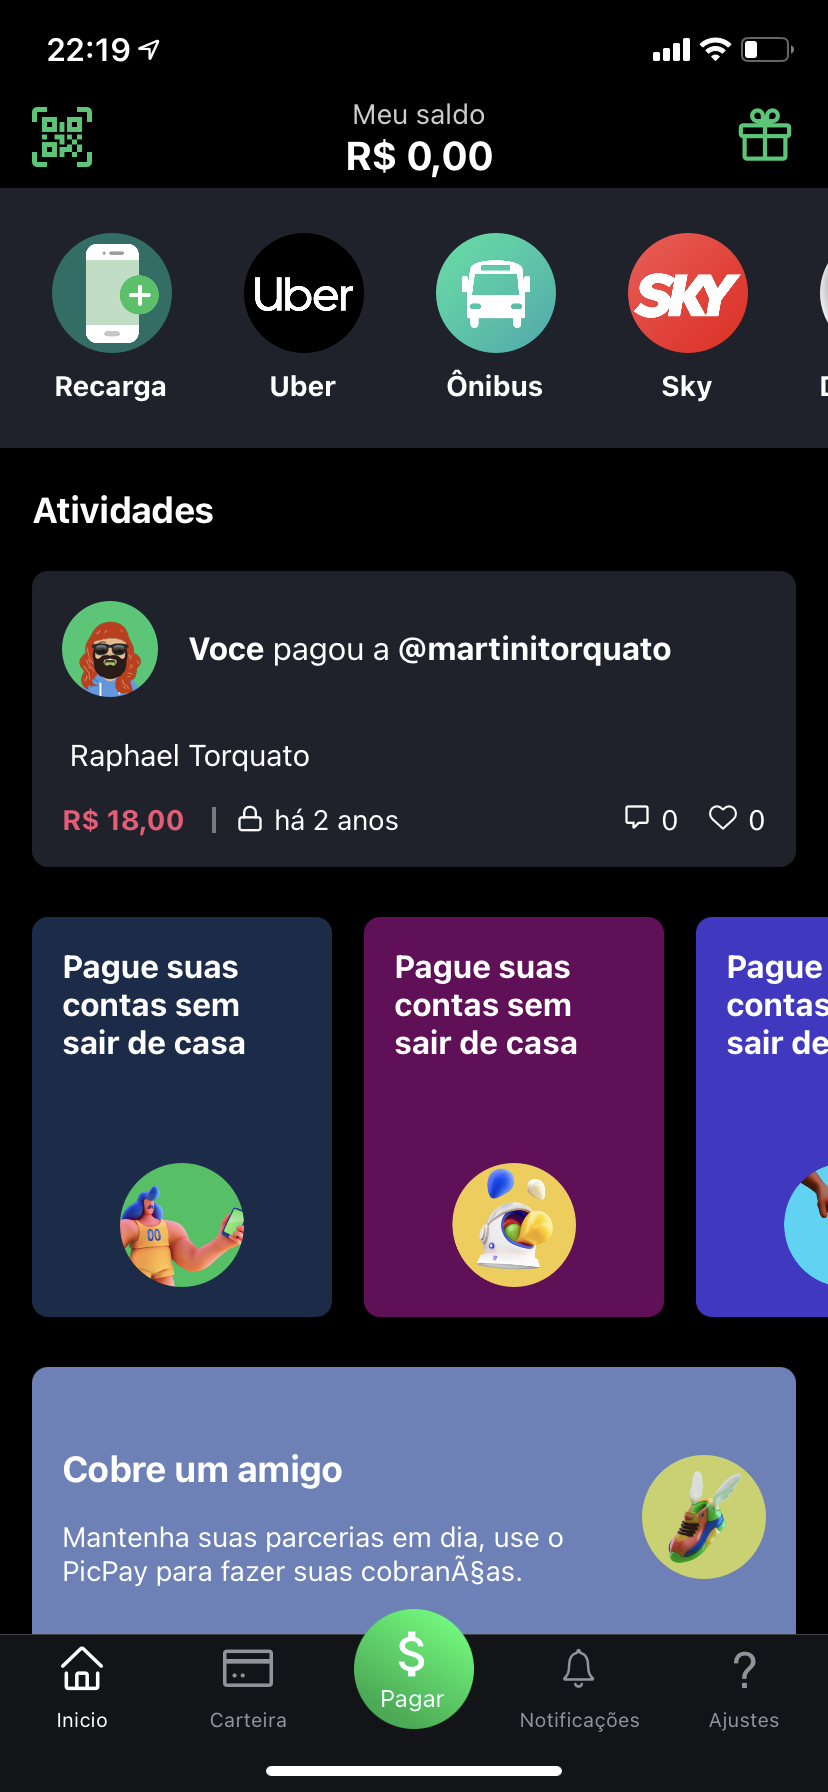 22:19
Meu saldo
R$ 0,00
Uber
SKY
Recarga
Uber
Ônibus
Sky
Atividades
Voce pagou a @martinitorquato
Raphael Torquato
R$ 18,00 | há 2 anos 0 0
Pague suas
contas sem
sair de casa
00
Pague suas
contas sem
sair de casa
Pague
contas
sair de
Cobre um amigo
Mantenha suas parcerias em dia, use o
PicPay para fazer suas cobranÃ§as.
$
Pagar
Inicio
Carteira
Notificações
?
Ajustes